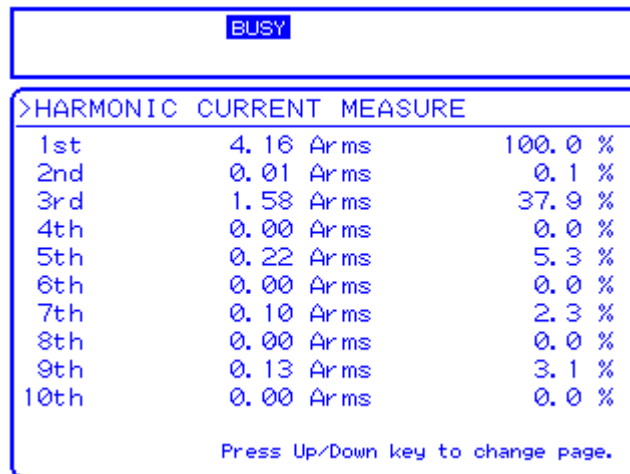 BUSY
>HARMONIC CURRENT MEASURE
1st 4.16 Arms 100.0 %
2nd 0.01 Arms 0.1 %
3rd 1.58 Arms 37.9 %
4th 0.00 Arms 0.0 %
5th 0.22 Arms 5.3 %
6th 0.00 Arms 0.0 %
7th 0.10 Arms 2.3 %
8th 0.00 Arms 0.0 %
9th 0.13 Arms 3.1 %
10th 0.00 Arms 0.0 %
Press Up/Down key to change page.